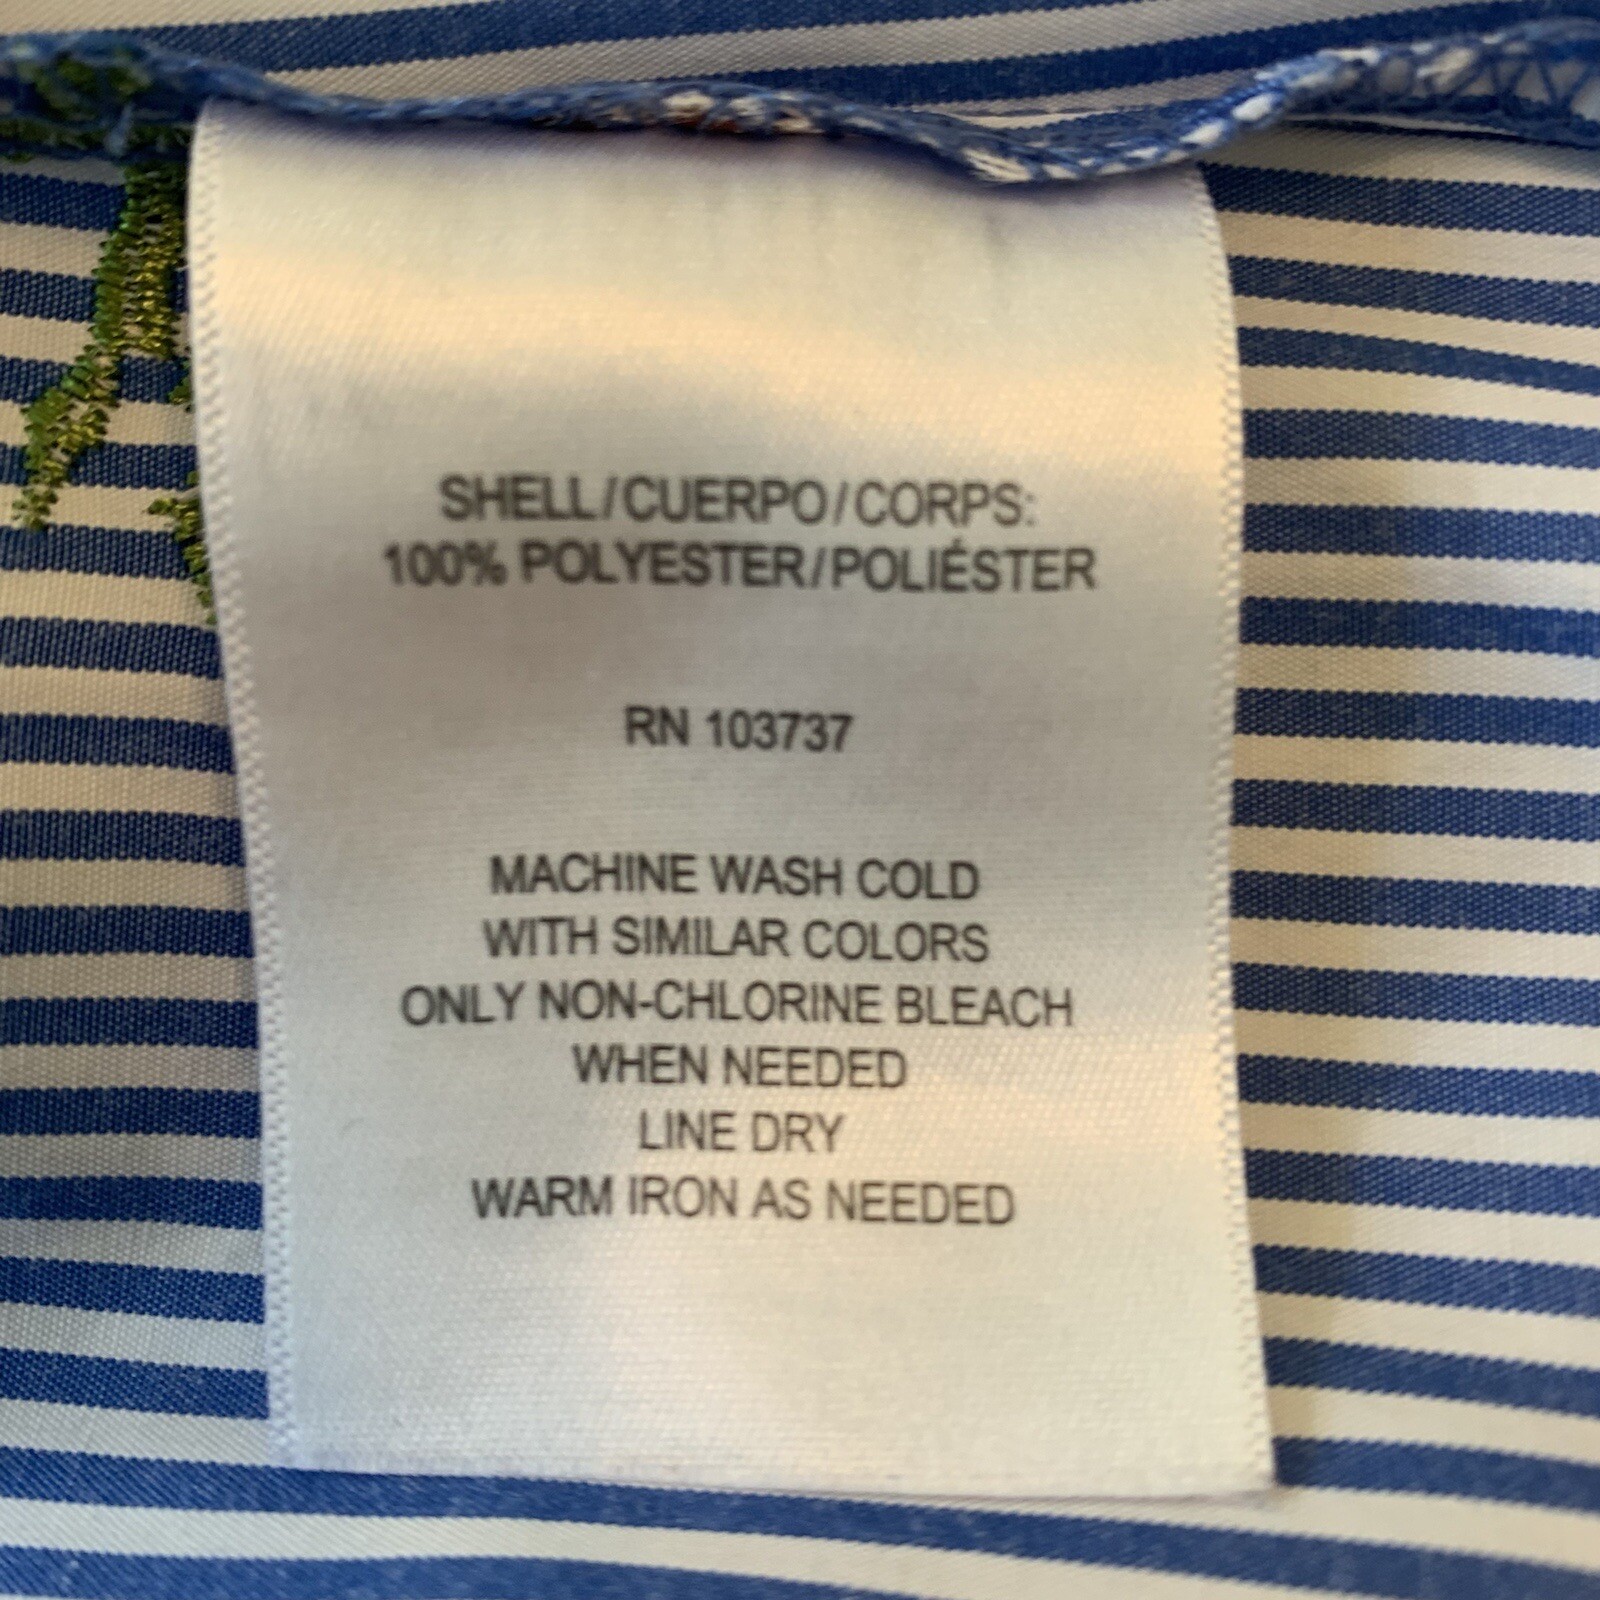 SHELL/CUERPO/CORPS:
100% POLYESTER/POLIÉSTER
RN 103737
MACHINE WASH COLD
WITH SIMILAR COLORS
ONLY NON-CHLORINE BLEACH
WHEN NEEDED
LINE DRY
WARM IRON AS NEEDED